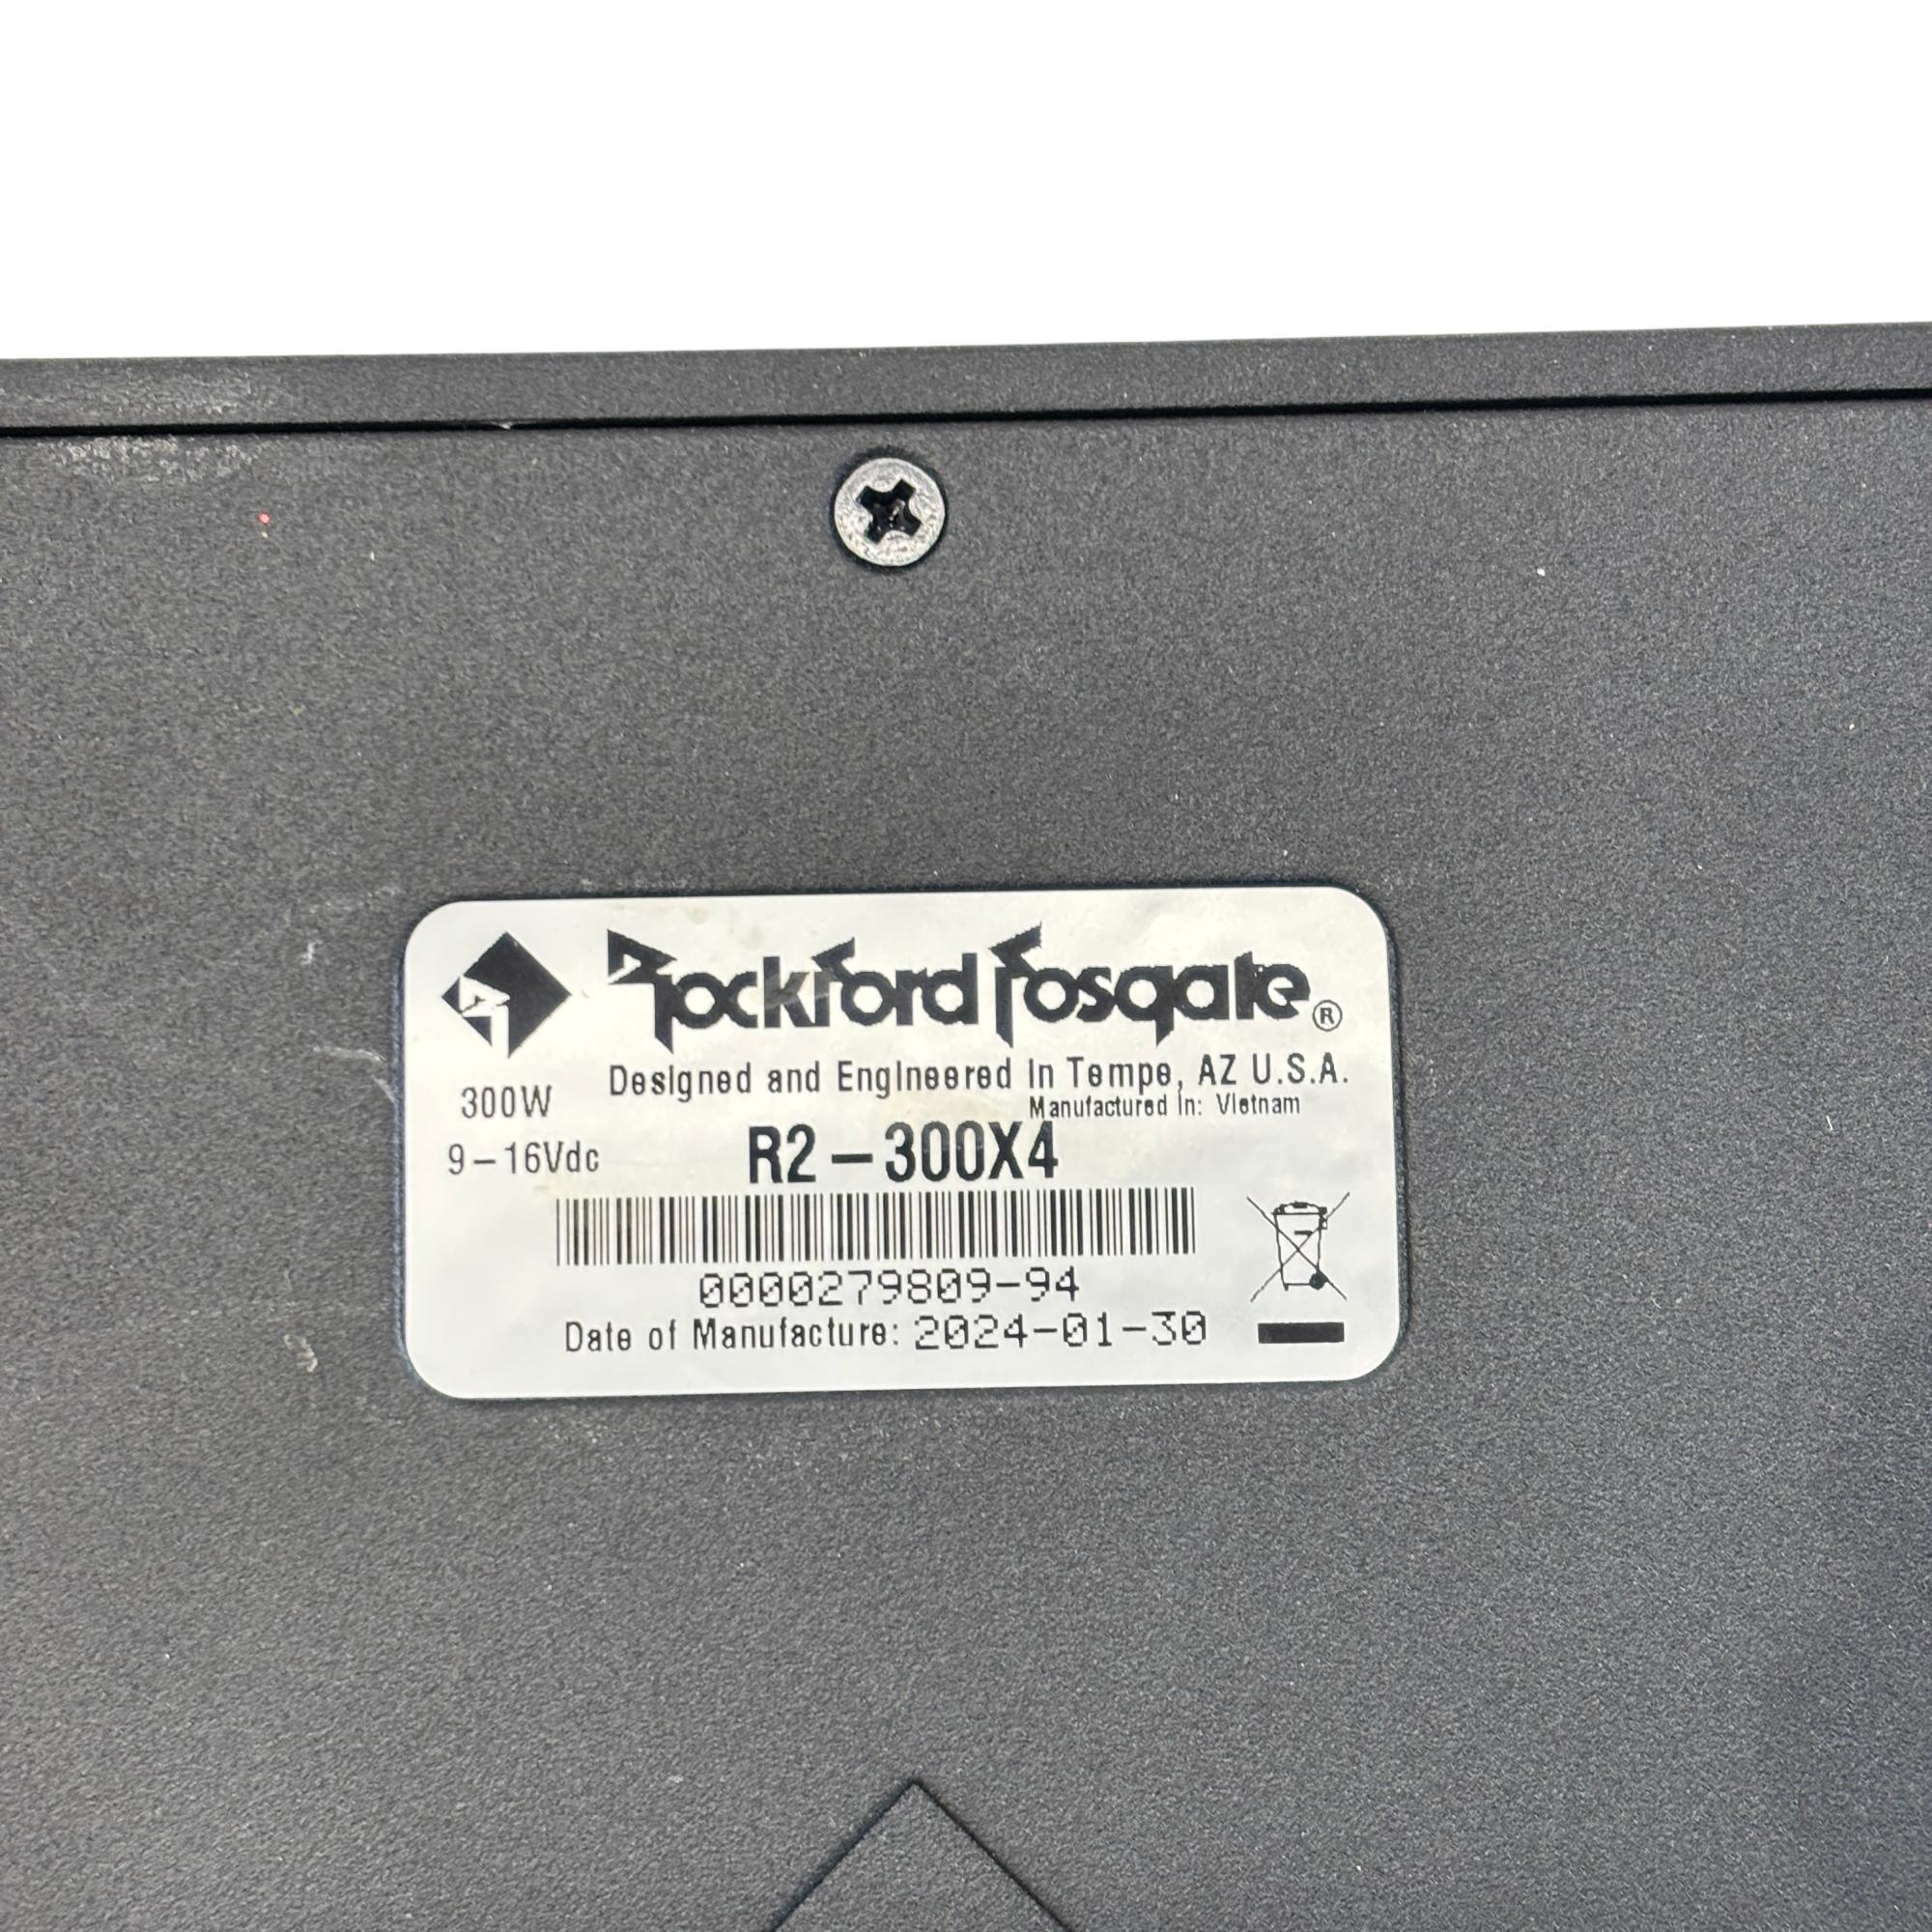 Rockford Fosgate®
Designed and Engineered In Tempe, AZ U.S.A.
Manufactured In: Vietnam
300W
R2-300X4
9-16Vdc
0000279809-94
Date of Manufacture: 2024-01-30